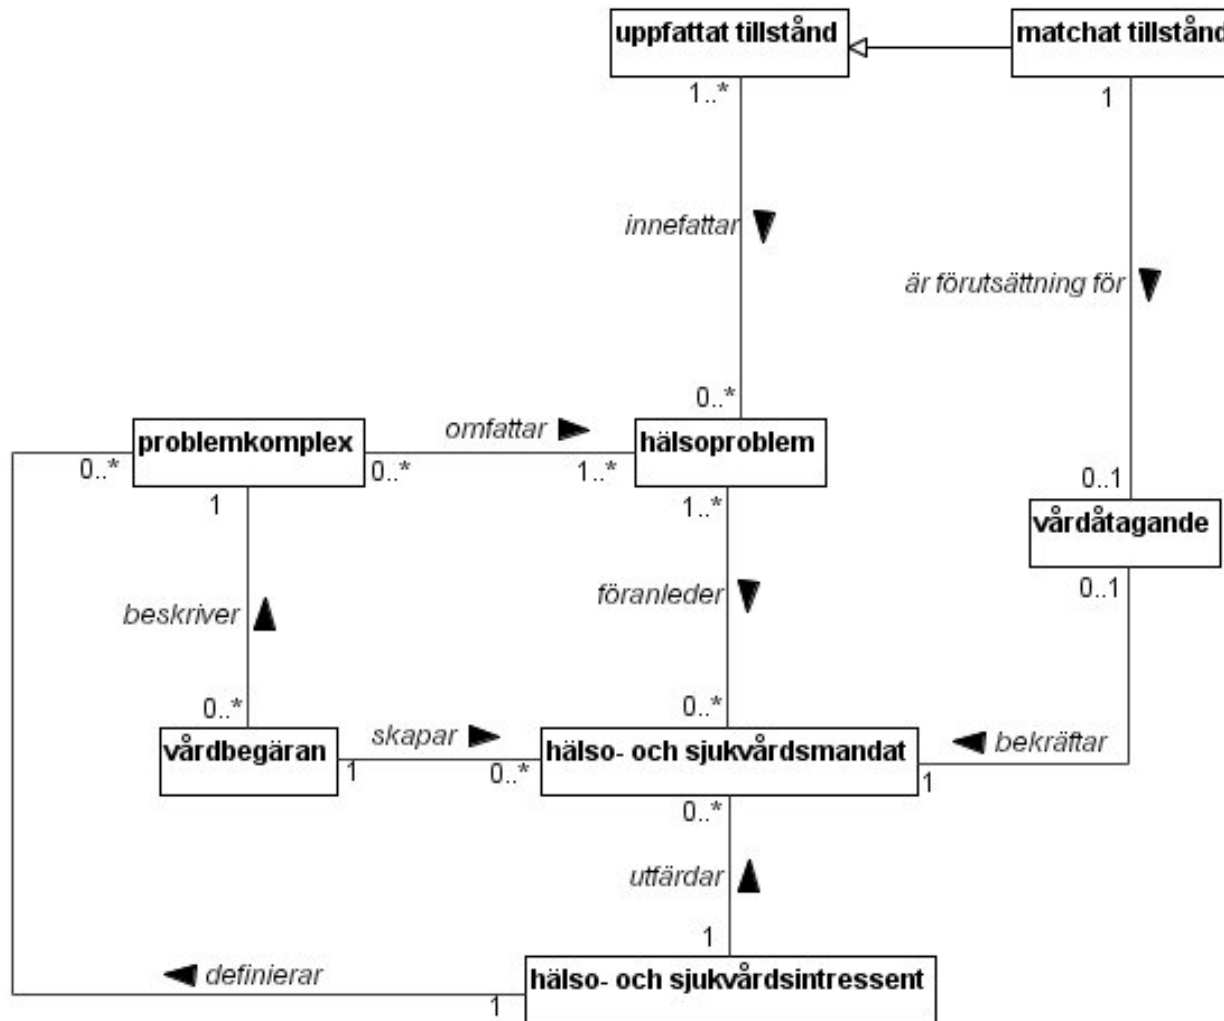 uppfattat tillstånd
matchat tillstånd
1..*
1
innefattar
är förutsättning för
0..*
omfattar
problemkomplex
hälsoproblem
0..*
0..*
1..*
0..1
1
1..*
vårdåtagande
0..1
föranleder
beskriver
0..*
0..*
skapar
bekräftar
vårdbegäran
hälso- och sjukvårdsmandat
1
0..*
1
0..*
utfärdar
1
definierar
hälso- och sjukvårdsintressent
1